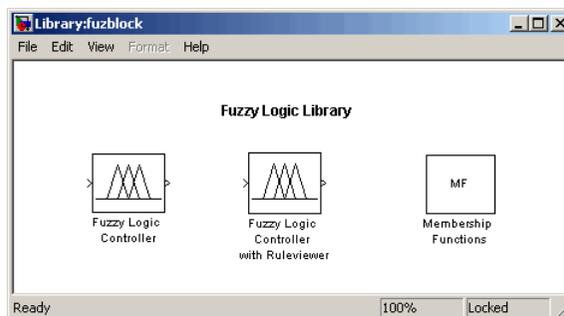 Library:fuzblock
File Edit View Format Help
Fuzzy Logic Library
MF
Fuzzy Logic
Controller
Fuzzy Logic
Controller
with Ruleviewer
Membership
Functions
Ready 100% Locked